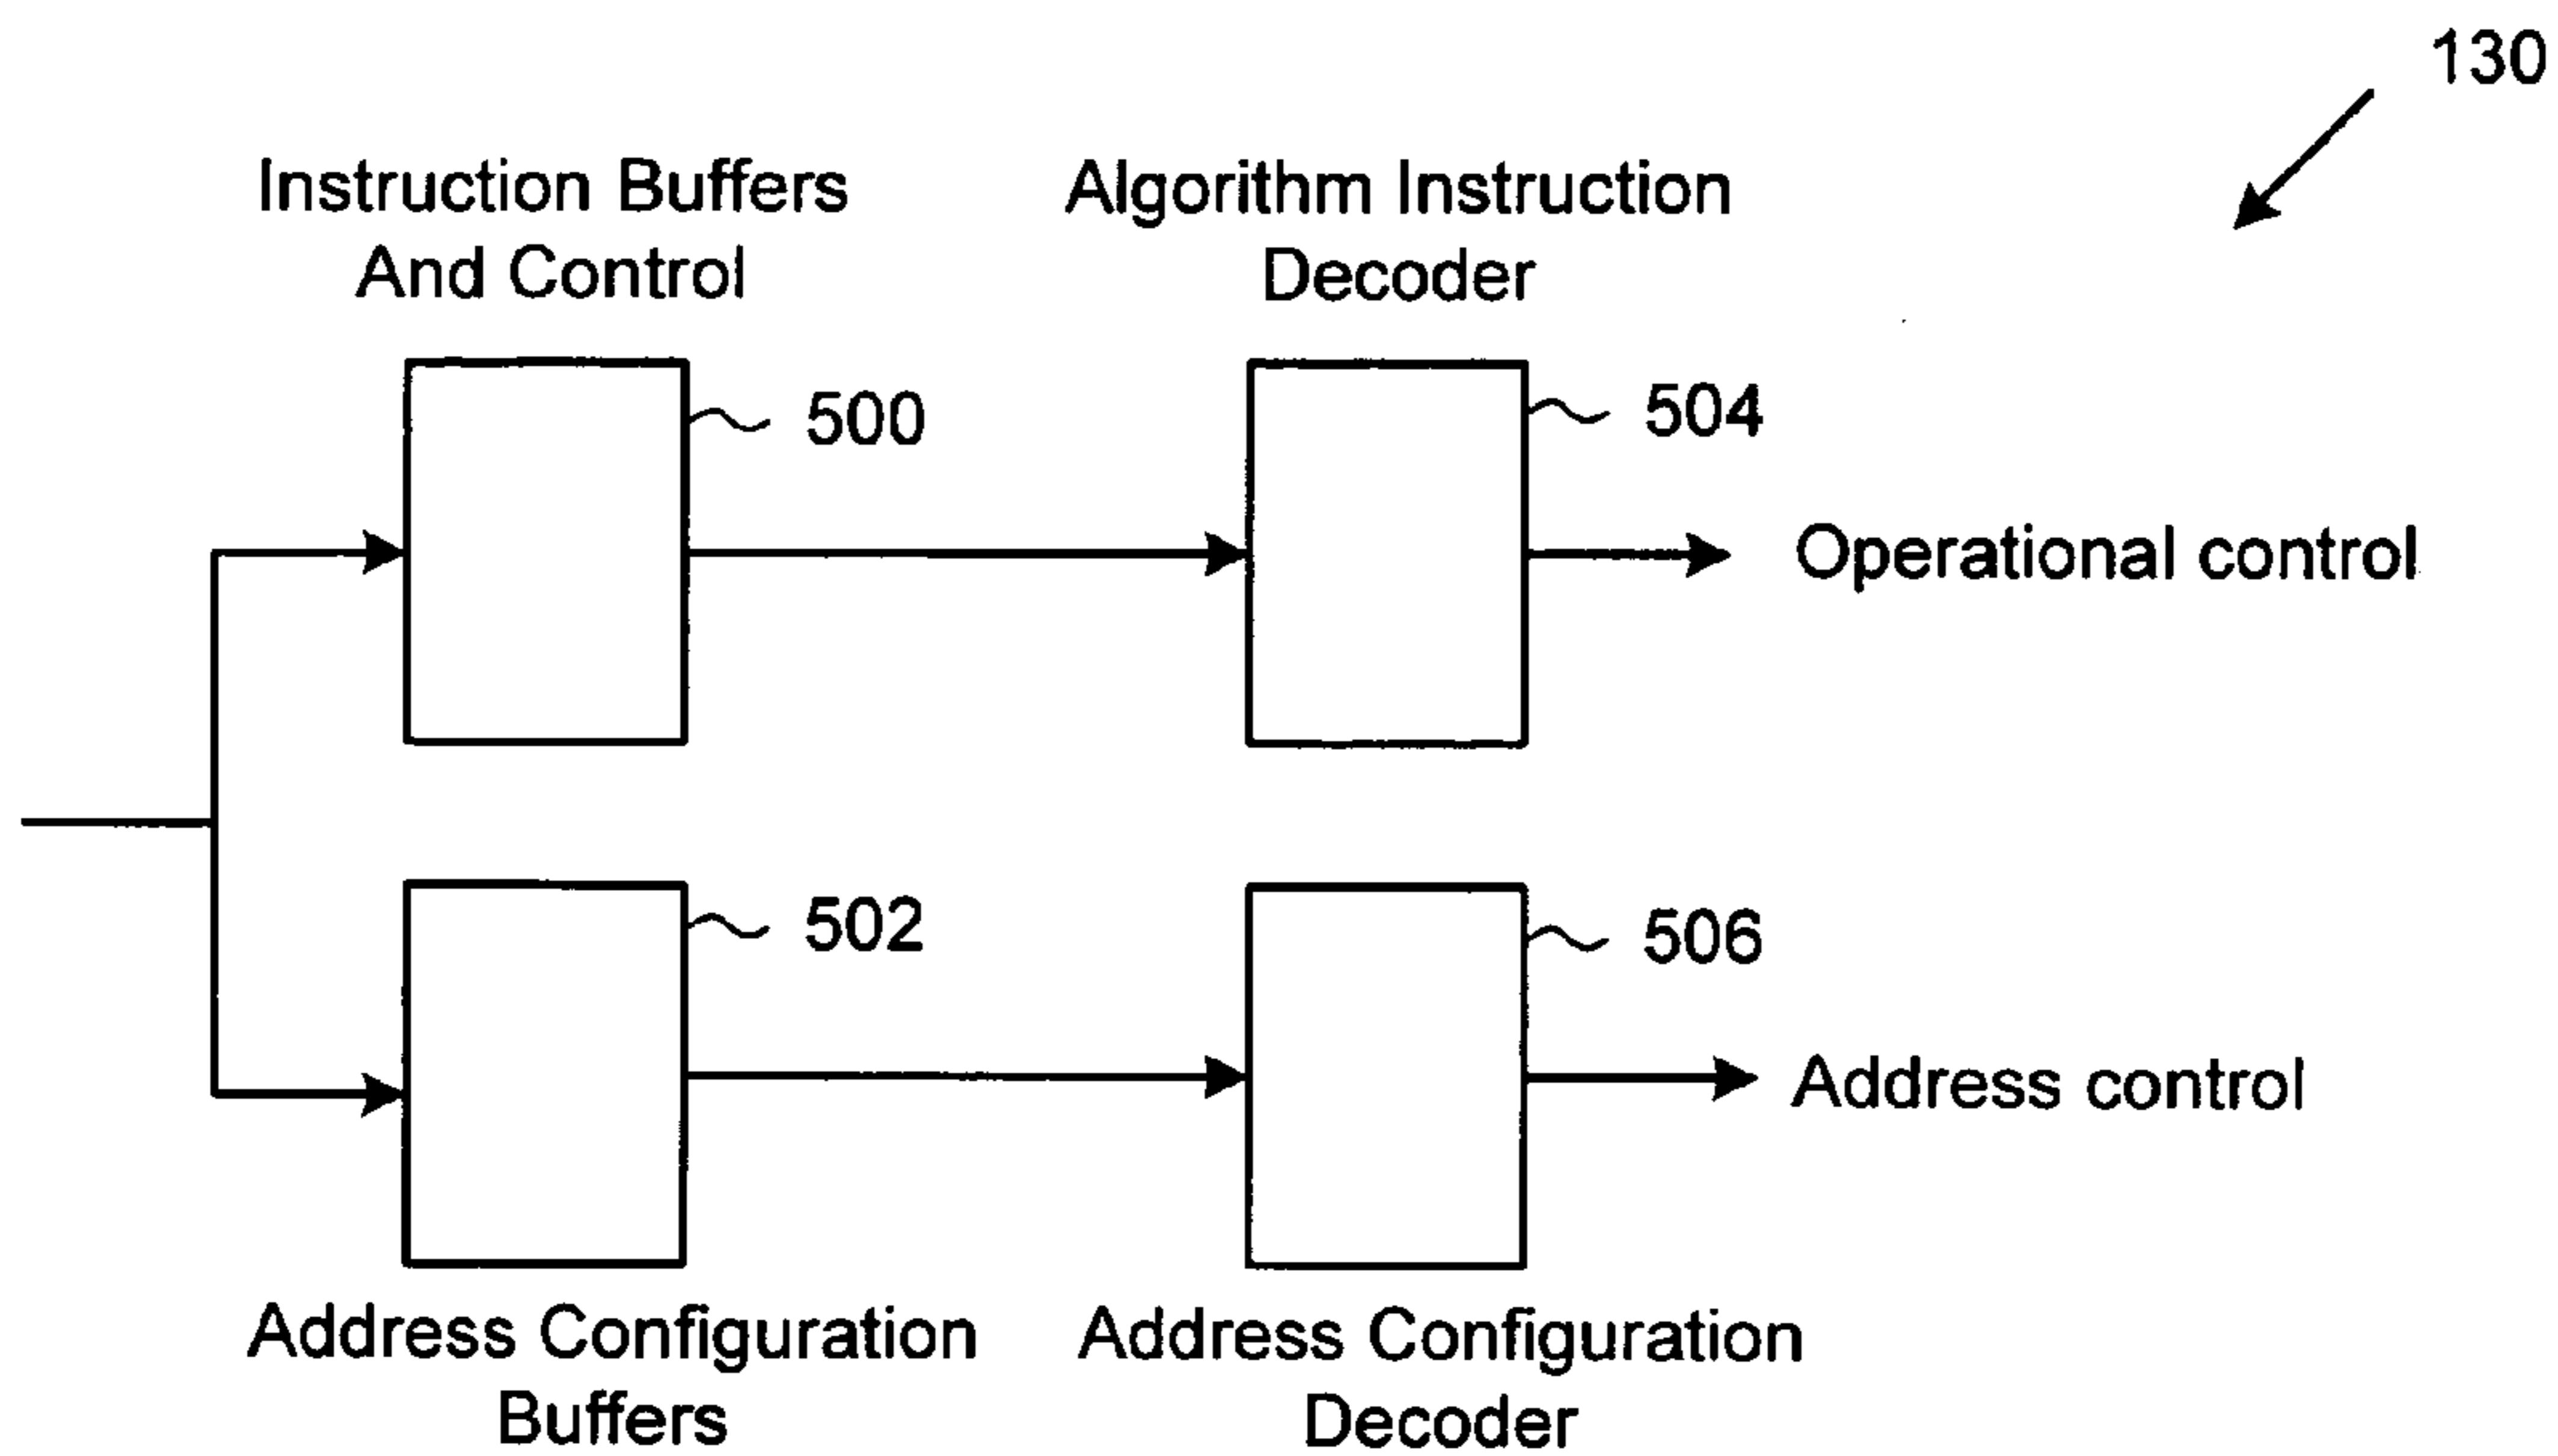 130
Instruction Buffers
And Control
Algorithm Instruction
Decoder
500
504
Operational control
502
506
Address control
Address Configuration
Buffers
Address Configuration
Decoder